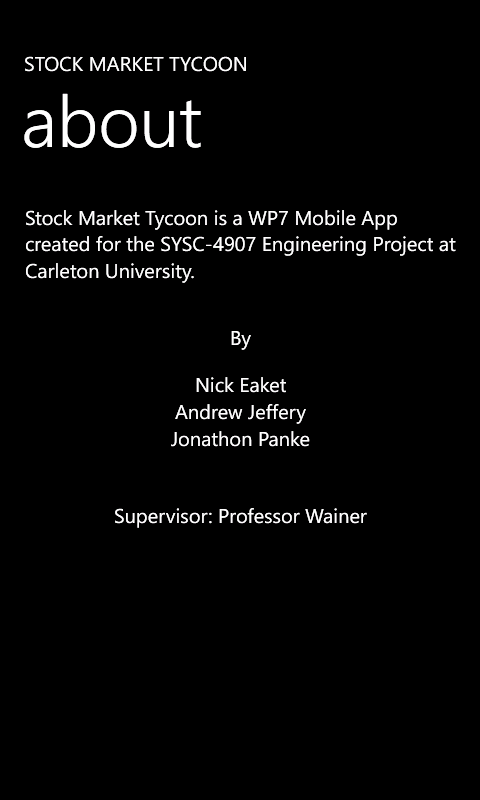 STOCK MARKET TYCOON
about
Stock Market Tycoon is a WP7 Mobile App
created for the SYSC-4907 Engineering Project at
Carleton University.
By
Nick Eaket
Andrew Jeffery
Jonathon Panke
Supervisor: Professor Wainer